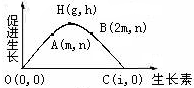 促进生长
H(g,h)
B(2m,n)
A(m,n)
O(0,0)
C(i,0)
生长素